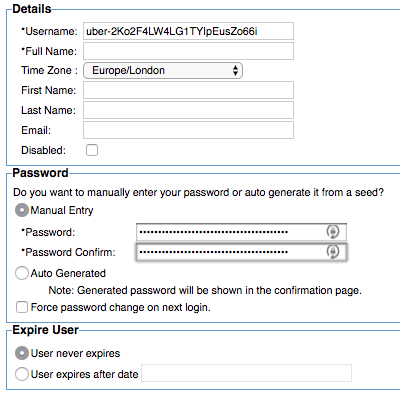 Details
*Username: uber-2Ko2F4LW4LG1TYlpEusZo66i
*Full Name:
Time Zone : Europe/London
First Name:
Last Name:
Email:
Disabled:
Password
Do you want to manually enter your password or auto generate it from a seed?
Manual Entry
*Password: ••••••••••••••••••••••••••••••••••••••••
*Password Confirm: ••••••••••••••••••••••••••••••••••••••••
Auto Generated
Note: Generated password will be shown in the confirmation page.
Force password change on next login.
Expire User
User never expires
User expires after date